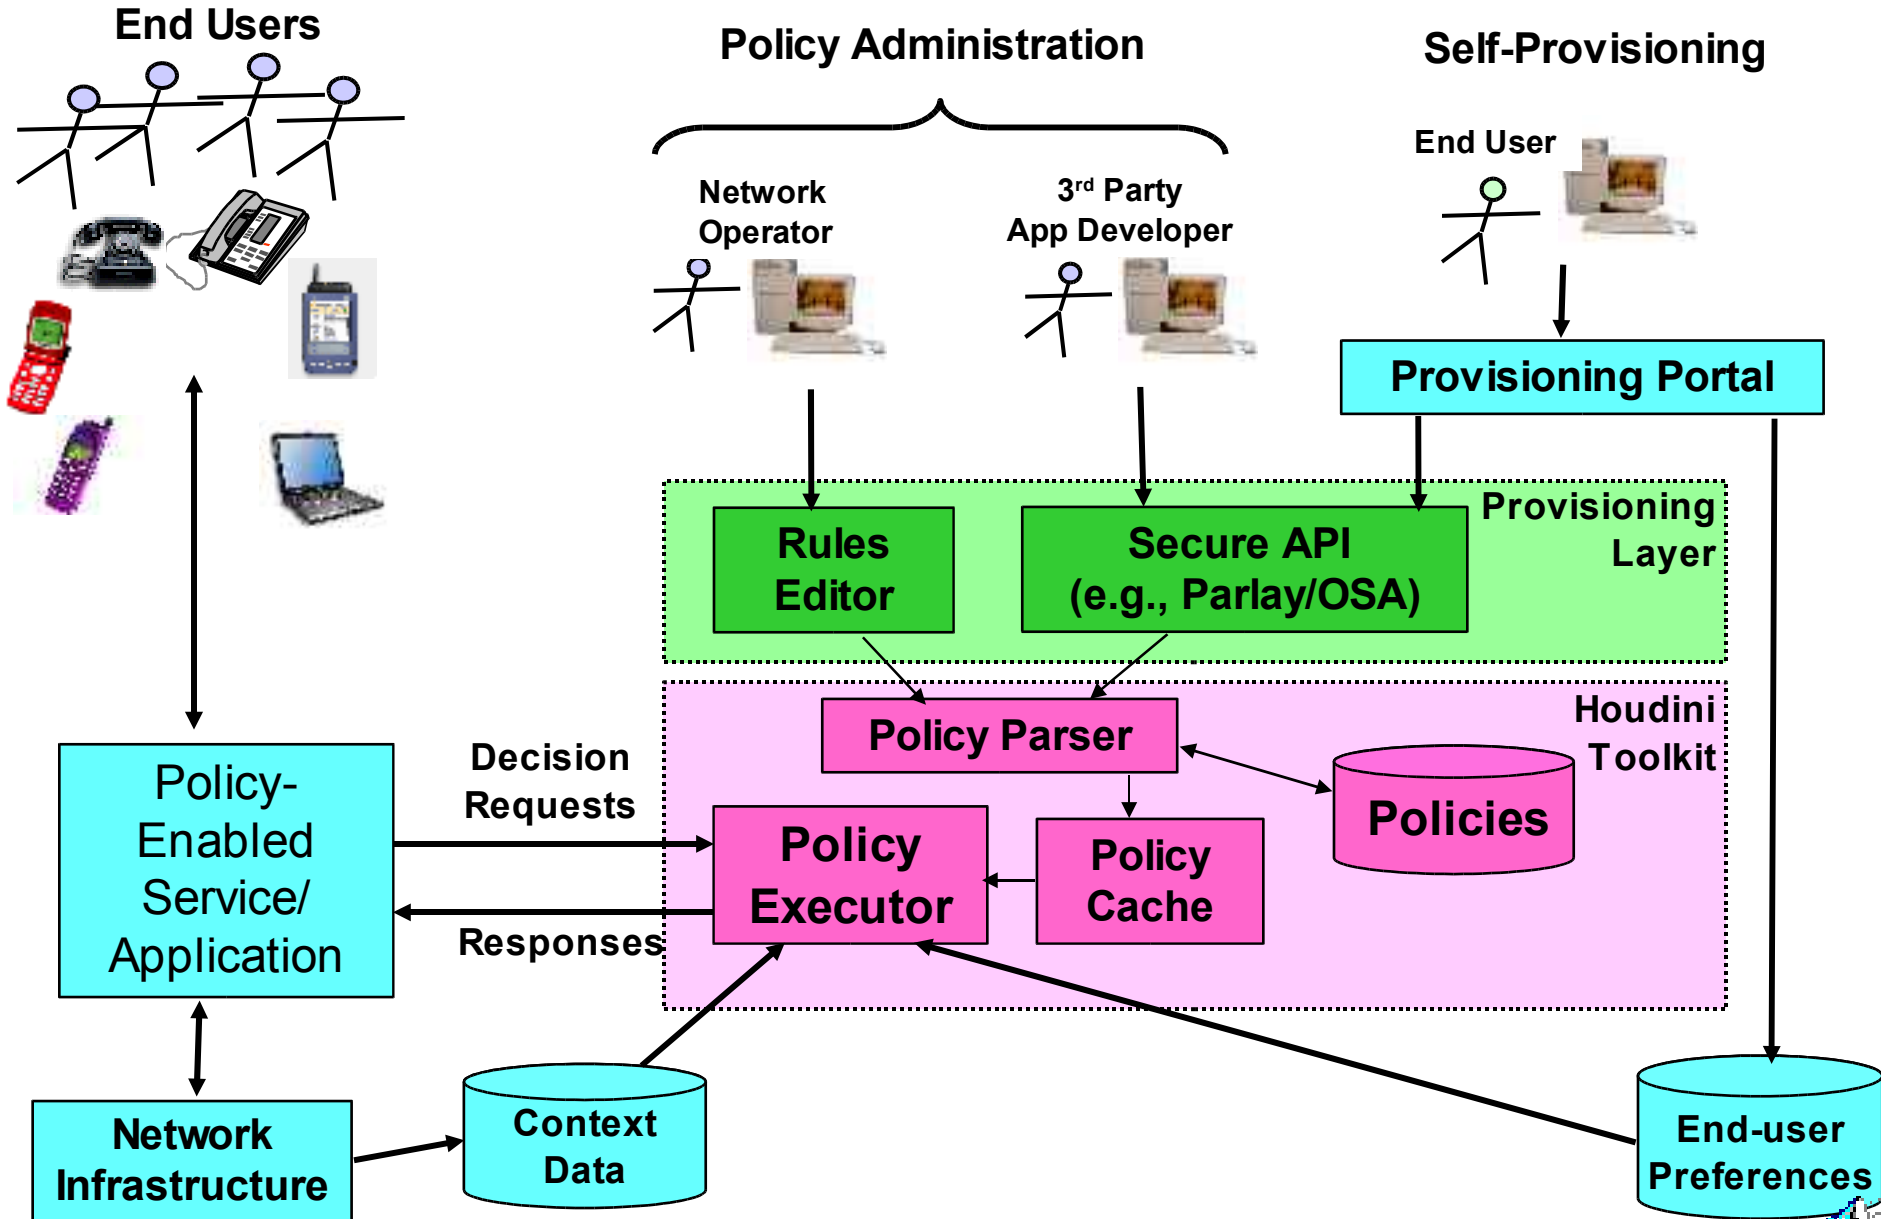 End Users
Policy Administration
Self-Provisioning
End User
Network
Operator
3rd Party
App Developer
Provisioning Portal
Provisioning
Layer
Rules
Editor
Secure API
(e.g., Parlay/OSA)
Houdini
Toolkit
Policy Parser
Policies
Decision
Requests
Policy-
Enabled
Service/
Application
Policy
Executor
Policy
Cache
Responses
Network
Infrastructure
Context
Data
End-user
Preferences